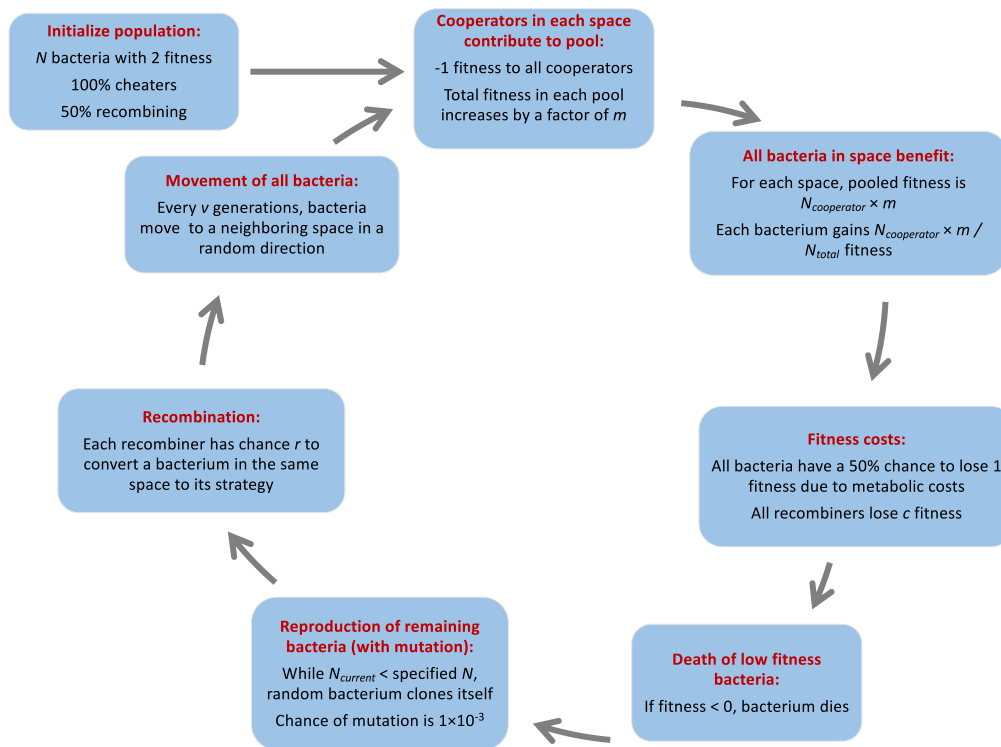 Initialize population:
N bacteria with 2 fitness
100% cheaters
50% recombining
Cooperators in each space
contribute to pool:
-1 fitness to all cooperators
Total fitness in each pool
increases by a factor of m
All bacteria in space benefit:
For each space, pooled fitness is
N_cooperator × m
Each bacterium gains N_cooperator × m /
N_total fitness
Fitness costs:
All bacteria have a 50% chance to lose 1
fitness due to metabolic costs
All recombiners lose c fitness
Death of low fitness
bacteria:
If fitness < 0, bacterium dies
Reproduction of remaining
bacteria (with mutation):
While N_current < specified N,
random bacterium clones itself
Chance of mutation is 1×10⁻³
Recombination:
Each recombiner has chance r to
convert a bacterium in the same
space to its strategy
Movement of all bacteria:
Every v generations, bacteria
move to a neighboring space in a
random direction